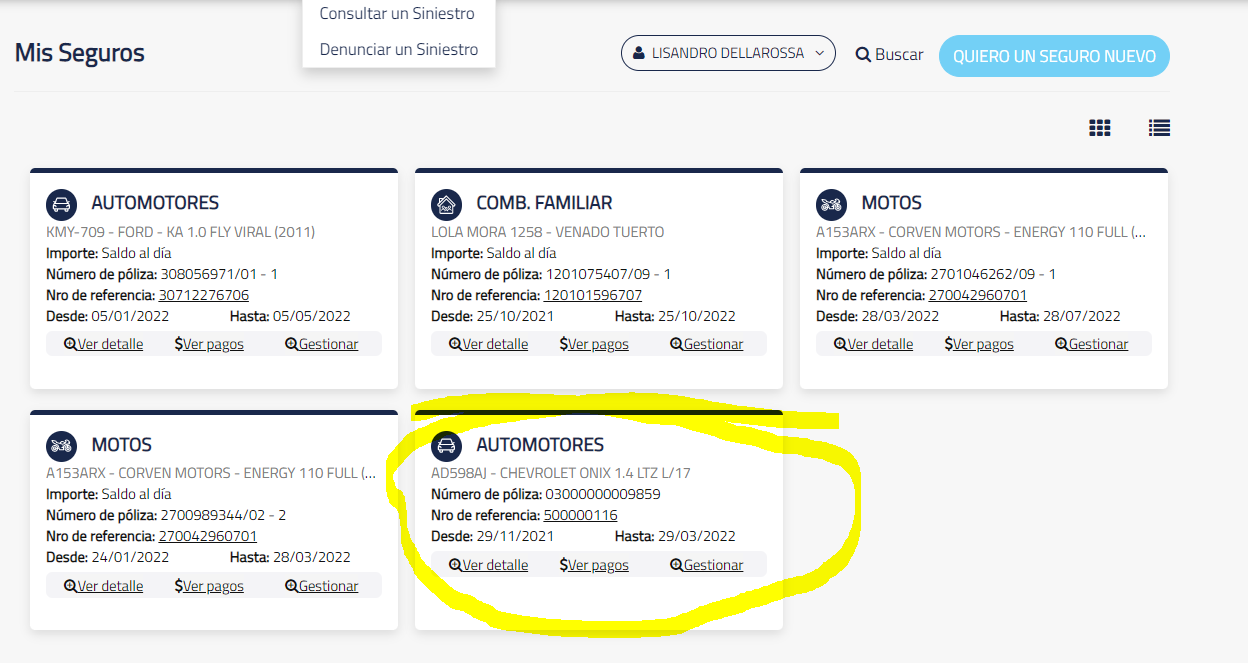 Consultar un Siniestro
Denunciar un Siniestro
Mis Seguros
LISANDRO DELLAROSSA
Buscar
QUIERO UN SEGURO NUEVO
AUTOMOTORES
KMY-709 - FORD - KA 1.0 FLY VIRAL (2011)
Importe: Saldo al día
Número de póliza: 308056971/01 - 1
Nro de referencia: 30712276706
Desde: 05/01/2022 Hasta: 05/05/2022
Ver detalle $Ver pagos Gestionar
COMB. FAMILIAR
LOLA MORA 1258 - VENADO TUERTO
Importe: Saldo al día
Número de póliza: 1201075407/09 - 1
Nro de referencia: 120101596707
Desde: 25/10/2021 Hasta: 25/10/2022
Ver detalle $Ver pagos Gestionar
MOTOS
A153ARX - CORVEN MOTORS - ENERGY 110 FULL (...
Importe: Saldo al día
Número de póliza: 2701046262/09 - 1
Nro de referencia: 270042960701
Desde: 28/03/2022 Hasta: 28/07/2022
Ver detalle $Ver pagos Gestionar
MOTOS
A153ARX - CORVEN MOTORS - ENERGY 110 FULL (...
Importe: Saldo al día
Número de póliza: 2700989344/02 - 2
Nro de referencia: 270042960701
Desde: 24/01/2022 Hasta: 28/03/2022
Ver detalle $Ver pagos Gestionar
AUTOMOTORES
AD598AJ - CHEVROLET ONIX 1.4 LTZ L/17
Número de póliza: 03000000009859
Nro de referencia: 500000116
Desde: 29/11/2021 Hasta: 29/03/2022
Ver detalle $Ver pagos Gestionar